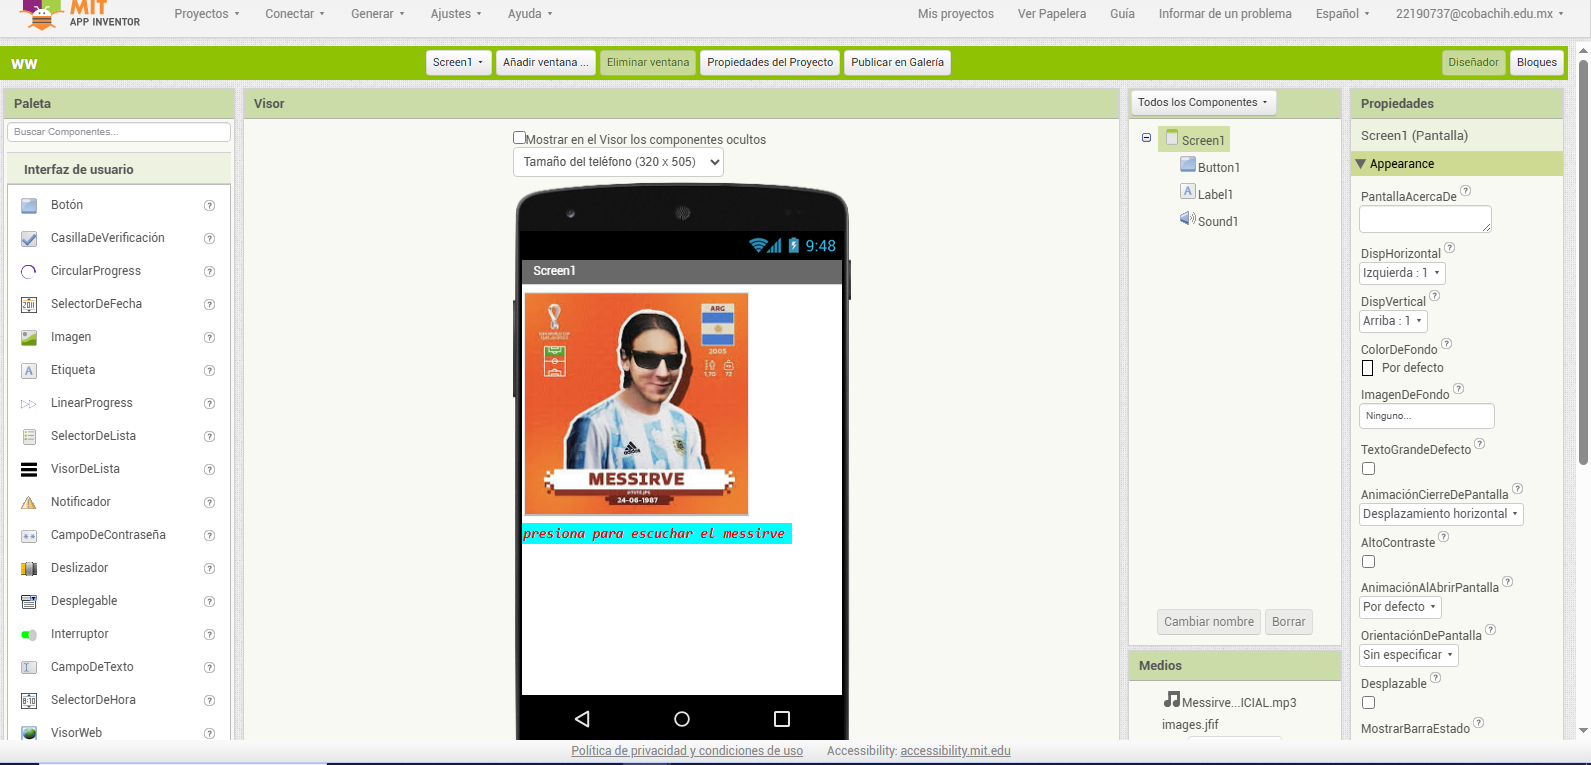 MIT
APP INVENTOR
Proyectos
Conectar
Generar
Ajustes
Ayuda
Mis proyectos
Ver Papelera
Guía
Informar de un problema
Español
22190737@cobachih.edu.mx
WW
Screen1
Añadir ventana ...
Eliminar ventana
Propiedades del Proyecto
Publicar en Galería
Diseñador
Bloques
Paleta
Buscar Componentes...
Interfaz de usuario
Botón
CasillaDeVerificación
CircularProgress
SelectorDeFecha
Imagen
Etiqueta
LinearProgress
SelectorDeLista
VisorDeLista
Notificador
CampoDeContraseña
Deslizador
Desplegable
Interruptor
CampoDeTexto
SelectorDeHora
VisorWeb
Visor
Mostrar en el Visor los componentes ocultos
Tamaño del teléfono (320 x 505)
9:48
Screen1
ARG
2005
1,70
72
MESSIRVE
24-06-1987
presiona para escuchar el messirve
Todos los Componentes
Screen1
Button1
Label1
Sound1
Cambiar nombre
Borrar
Medios
Messirve...ICIAL.mp3
images.jfif
Propiedades
Screen1 (Pantalla)
Appearance
PantallaAcercaDe
DispHorizontal
Izquierda : 1
DispVertical
Arriba : 1
ColorDeFondo
Por defecto
ImagenDeFondo
Ninguno...
TextoGrandeDefecto
AnimaciónCierreDePantalla
Desplazamiento horizontal
AltoContraste
AnimaciónAlAbrirPantalla
Por defecto
OrientaciónDePantalla
Sin especificar
Desplazable
MostrarBarraEstado
Política de privacidad y condiciones de uso
Accessibility: accessibility.mit.edu